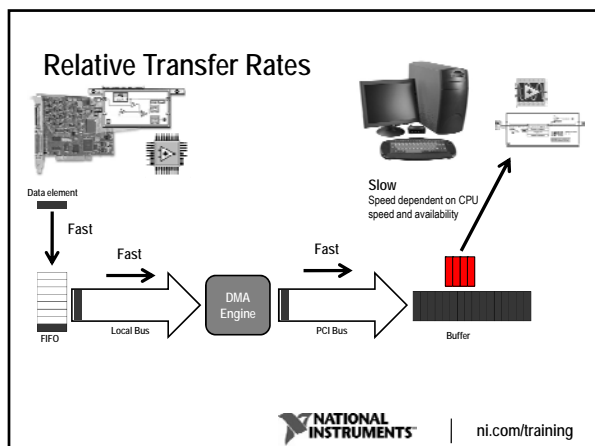 Relative Transfer Rates
Data element
Fast
Fast
Fast
Slow
Speed dependent on CPU
speed and availability
DMA
Engine
FIFO
Local Bus
PCI Bus
Buffer
NATIONAL
INSTRUMENTS™
ni.com/training